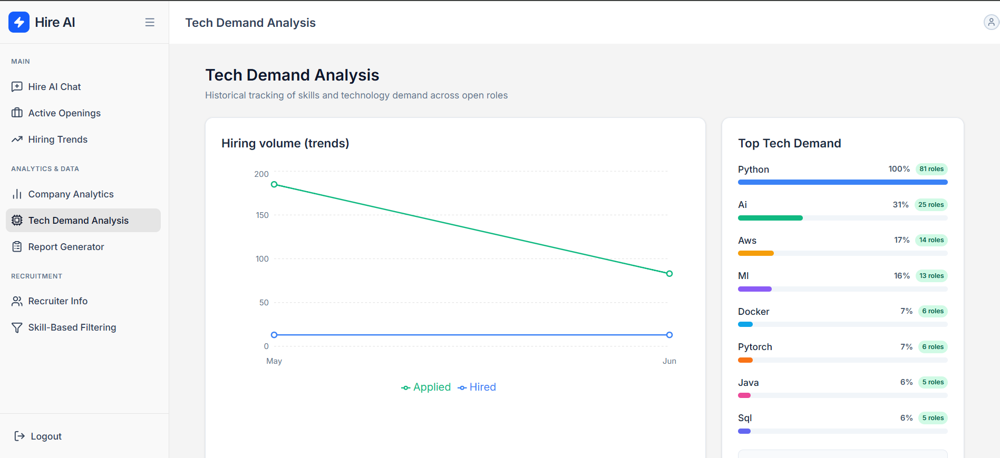 Hire AI
Tech Demand Analysis
MAIN
Hire AI Chat
Active Openings
Hiring Trends
ANALYTICS & DATA
Company Analytics
Tech Demand Analysis
Report Generator
RECRUITMENT
Recruiter Info
Skill-Based Filtering
Logout
Tech Demand Analysis
Historical tracking of skills and technology demand across open roles
Hiring volume (trends)
200
150
100
50
0
May Jun
Applied Hired
Top Tech Demand
Python 100% 81 roles
Ai 31% 25 roles
Aws 17% 14 roles
Ml 16% 13 roles
Docker 7% 6 roles
Pytorch 7% 6 roles
Java 6% 5 roles
Sql 6% 5 roles